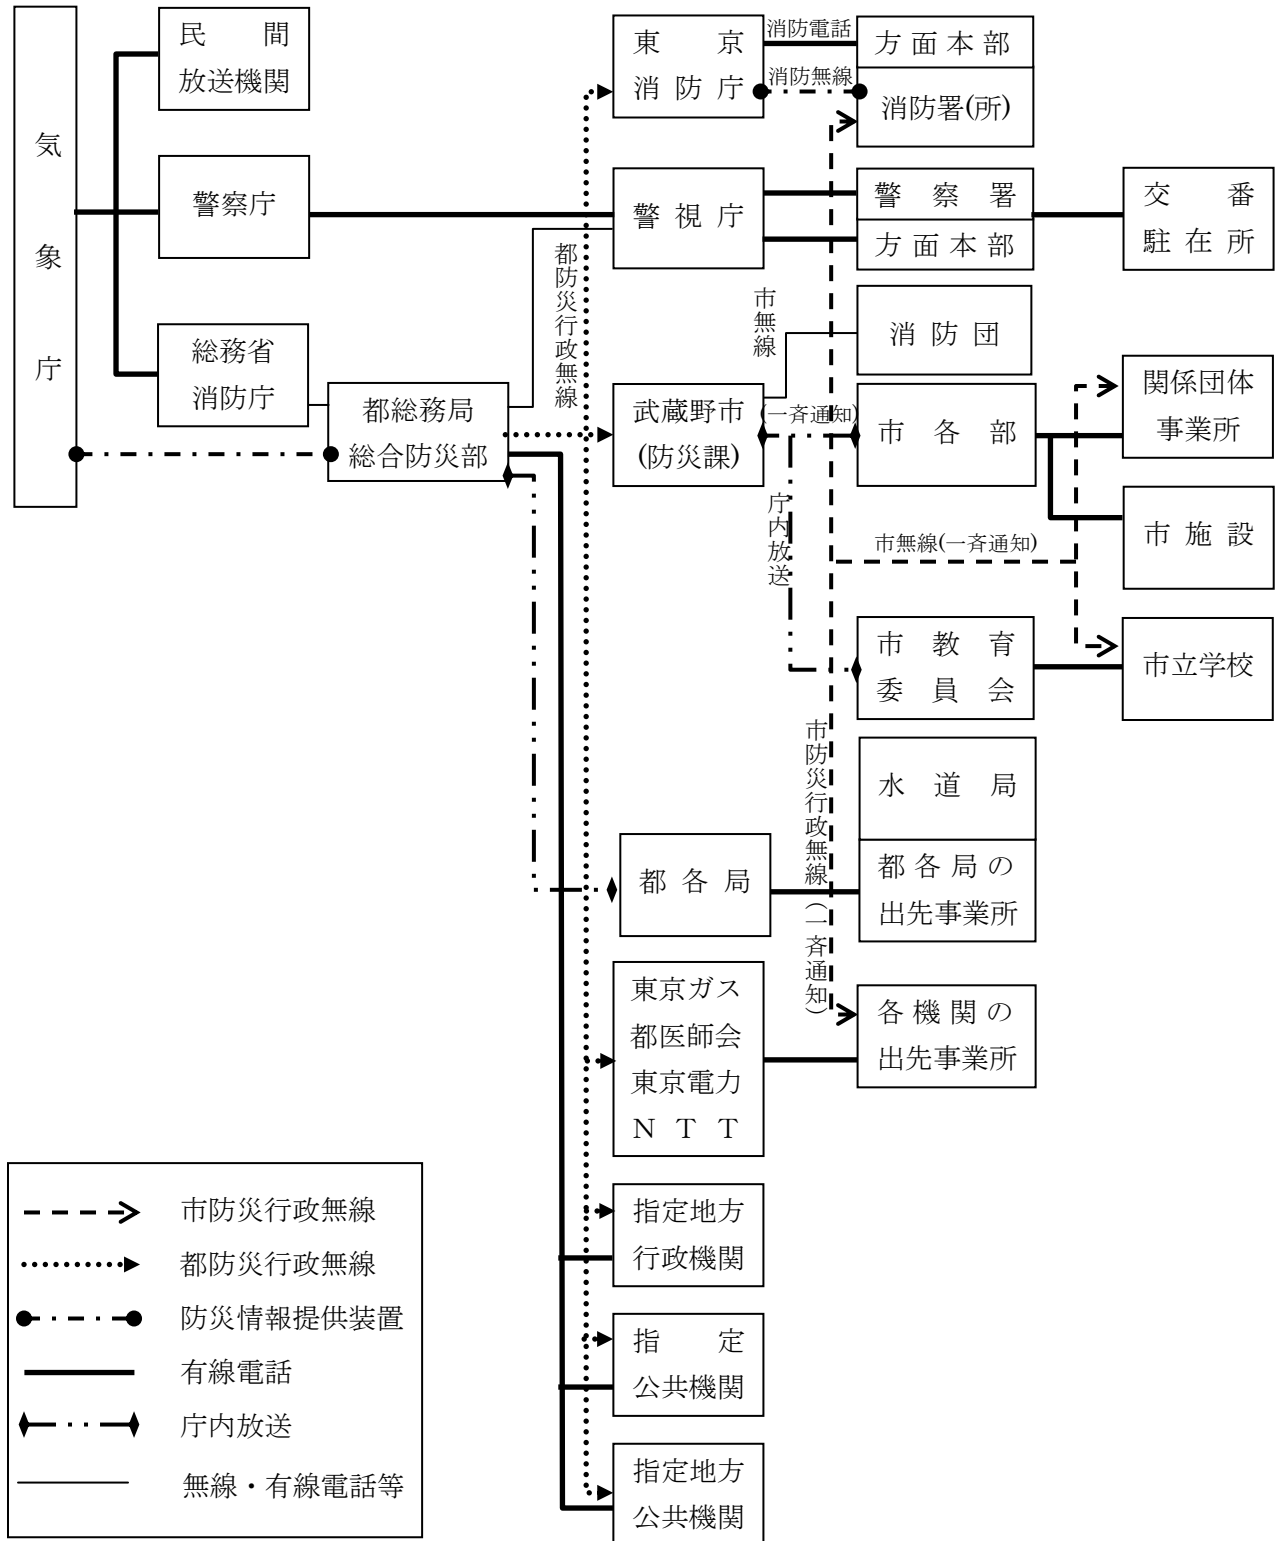 気象庁
民間
放送機関
警察庁
総務省
消防庁
都総務局
総合防災部
都防災行政無線
東京
消防庁
消防電話
消防無線
方面本部
消防署(所)
警視庁
警察署
方面本部
交番
駐在所
市無線
消防団
武蔵野市
(防災課)
(一斉通知)
市各部
関係団体
事業所
市施設
庁内放送
市無線(一斉通知)
市教育
委員会
市立学校
市防災行政無線(一斉通知)
水道局
都各局
都各局の
出先事業所
東京ガス
都医師会
東京電力
NTT
各機関の
出先事業所
指定地方
行政機関
指定
公共機関
指定地方
公共機関
市防災行政無線
都防災行政無線
防災情報提供装置
有線電話
庁内放送
無線・有線電話等